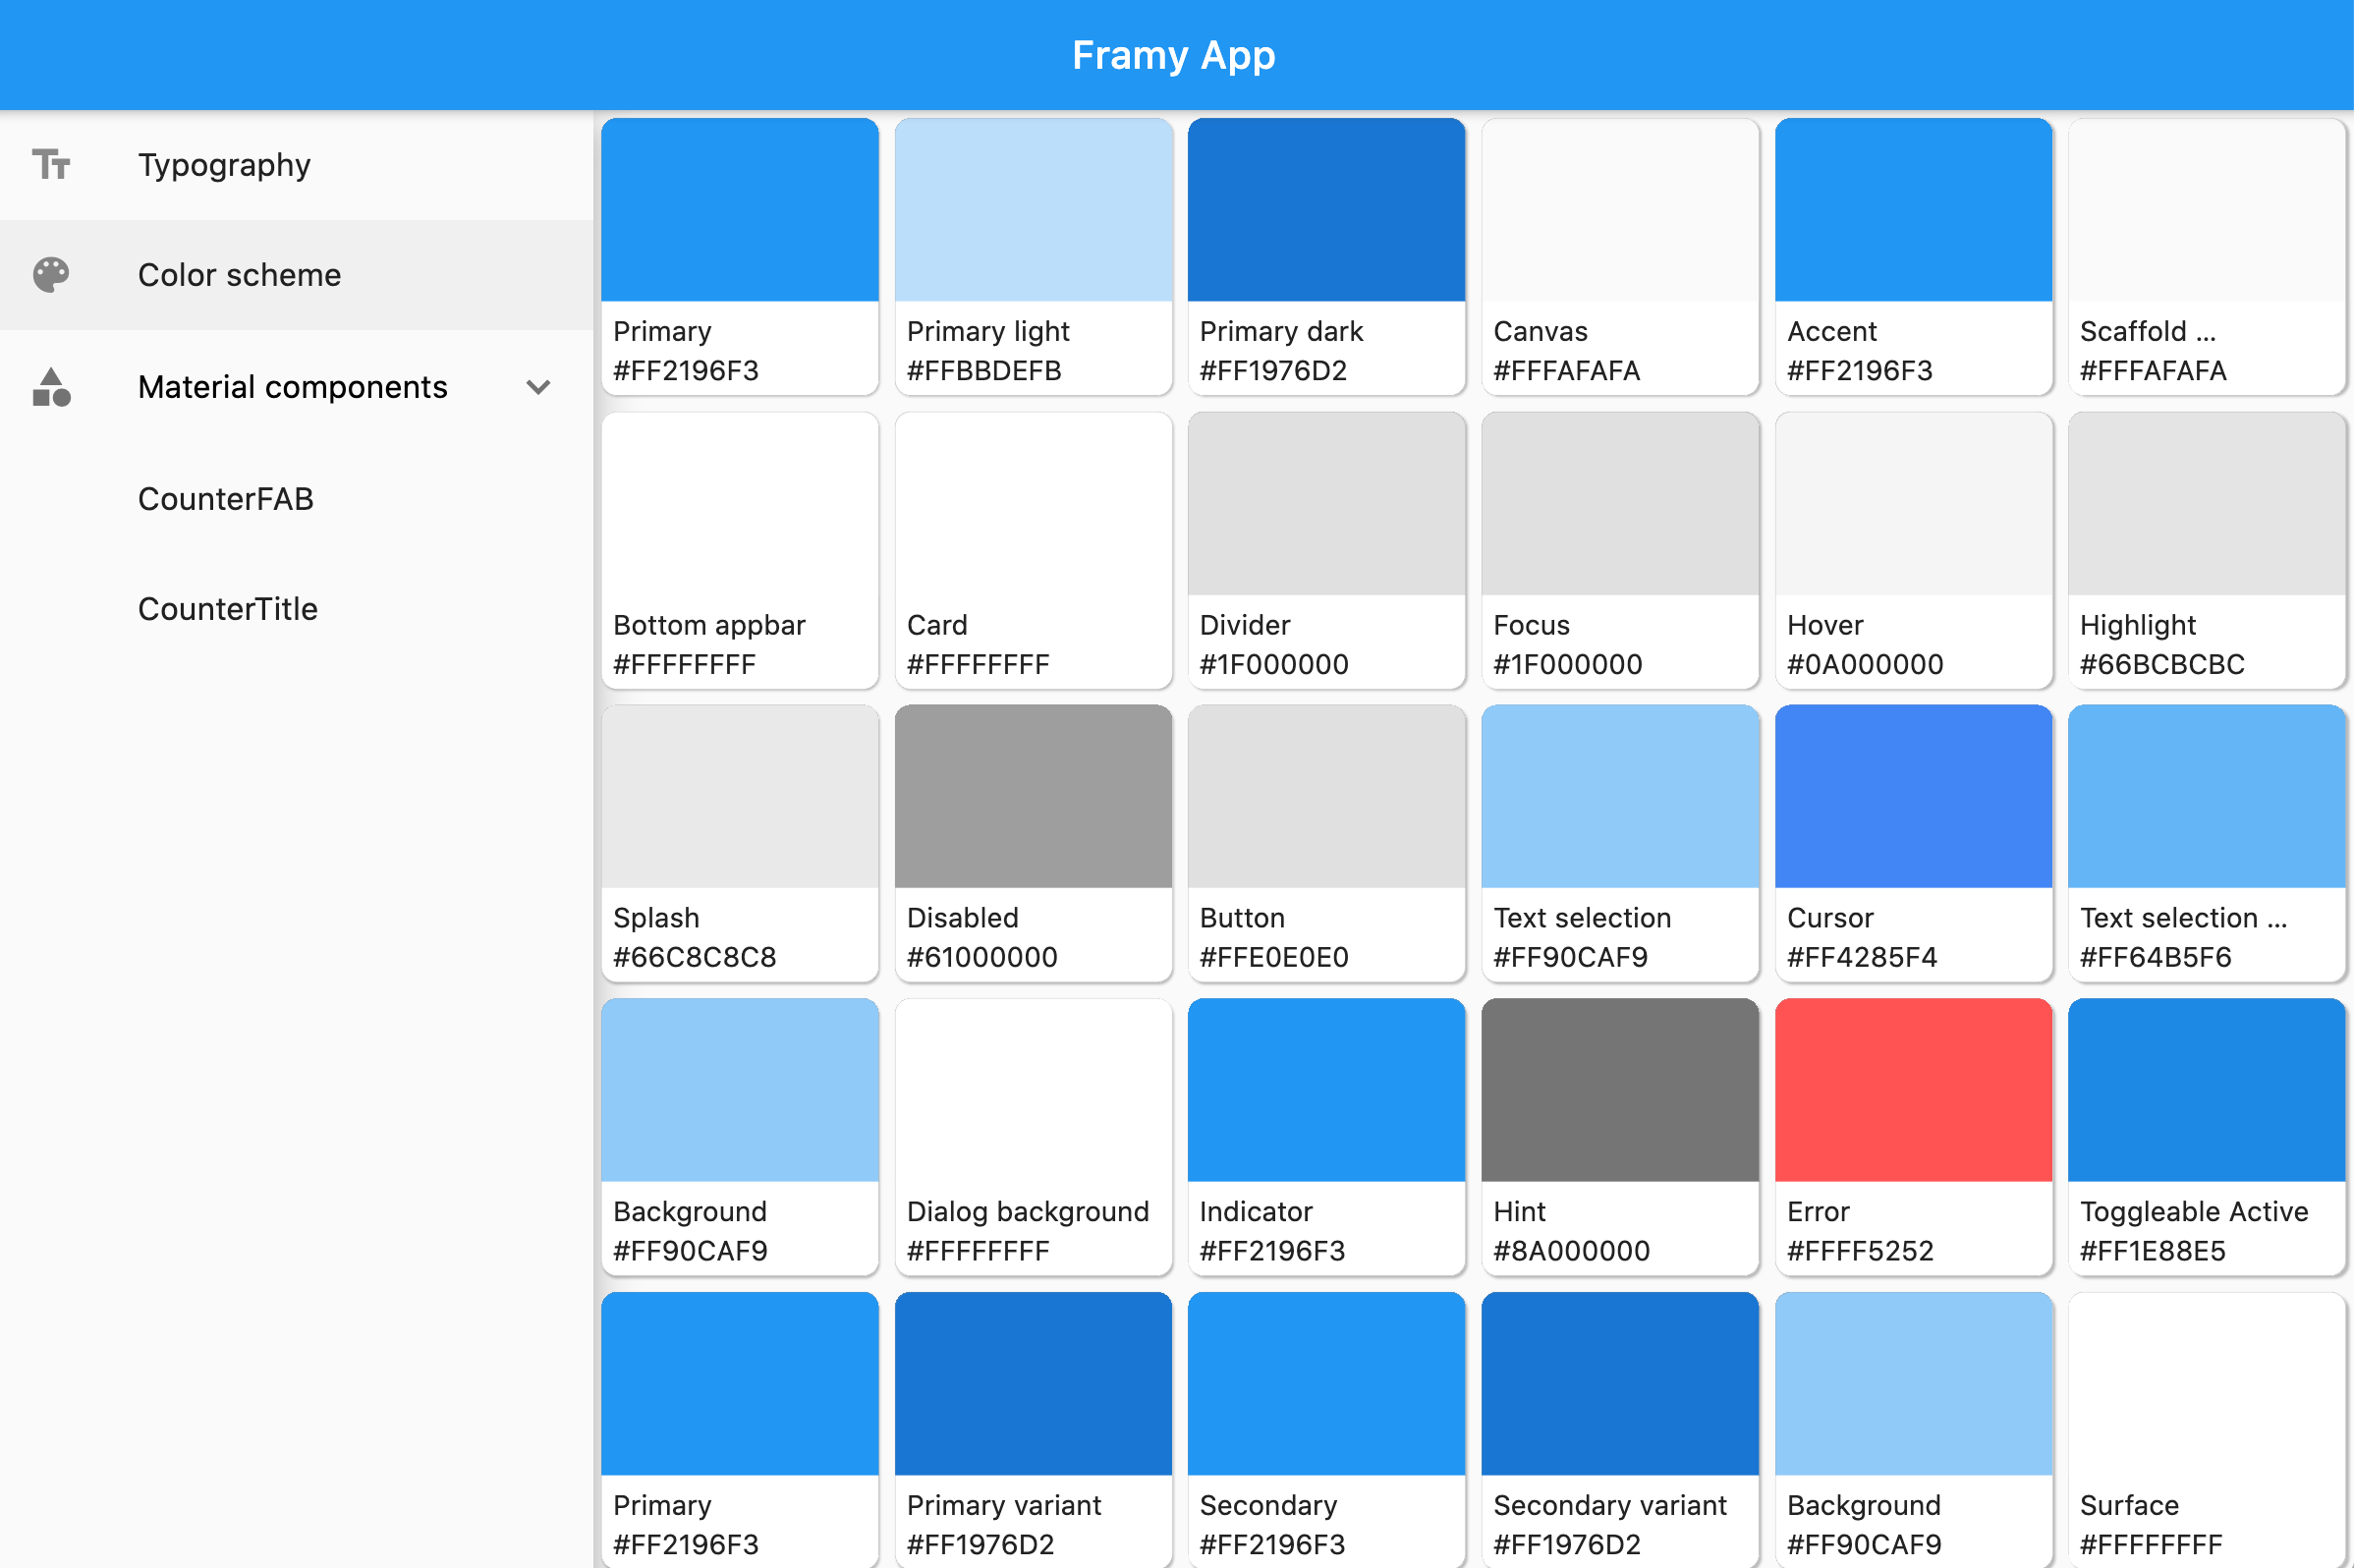 Framy App
Typography
Color scheme
Material components
CounterFAB
CounterTitle
Primary
#FF2196F3
Primary light
#FFBBDEFB
Primary dark
#FF1976D2
Canvas
#FFFAFAFA
Accent
#FF2196F3
Scaffold ...
#FFFAFAFA
Bottom appbar
#FFFFFFFF
Card
#FFFFFFFF
Divider
#1F000000
Focus
#1F000000
Hover
#0A000000
Highlight
#66BCBCBC
Splash
#66C8C8C8
Disabled
#61000000
Button
#FFE0E0E0
Text selection
#FF90CAF9
Cursor
#FF4285F4
Text selection ...
#FF64B5F6
Background
#FF90CAF9
Dialog background
#FFFFFFFF
Indicator
#FF2196F3
Hint
#8A000000
Error
#FFFF5252
Toggleable Active
#FF1E88E5
Primary
#FF2196F3
Primary variant
#FF1976D2
Secondary
#FF2196F3
Secondary variant
#FF1976D2
Background
#FF90CAF9
Surface
#FFFFFFFF